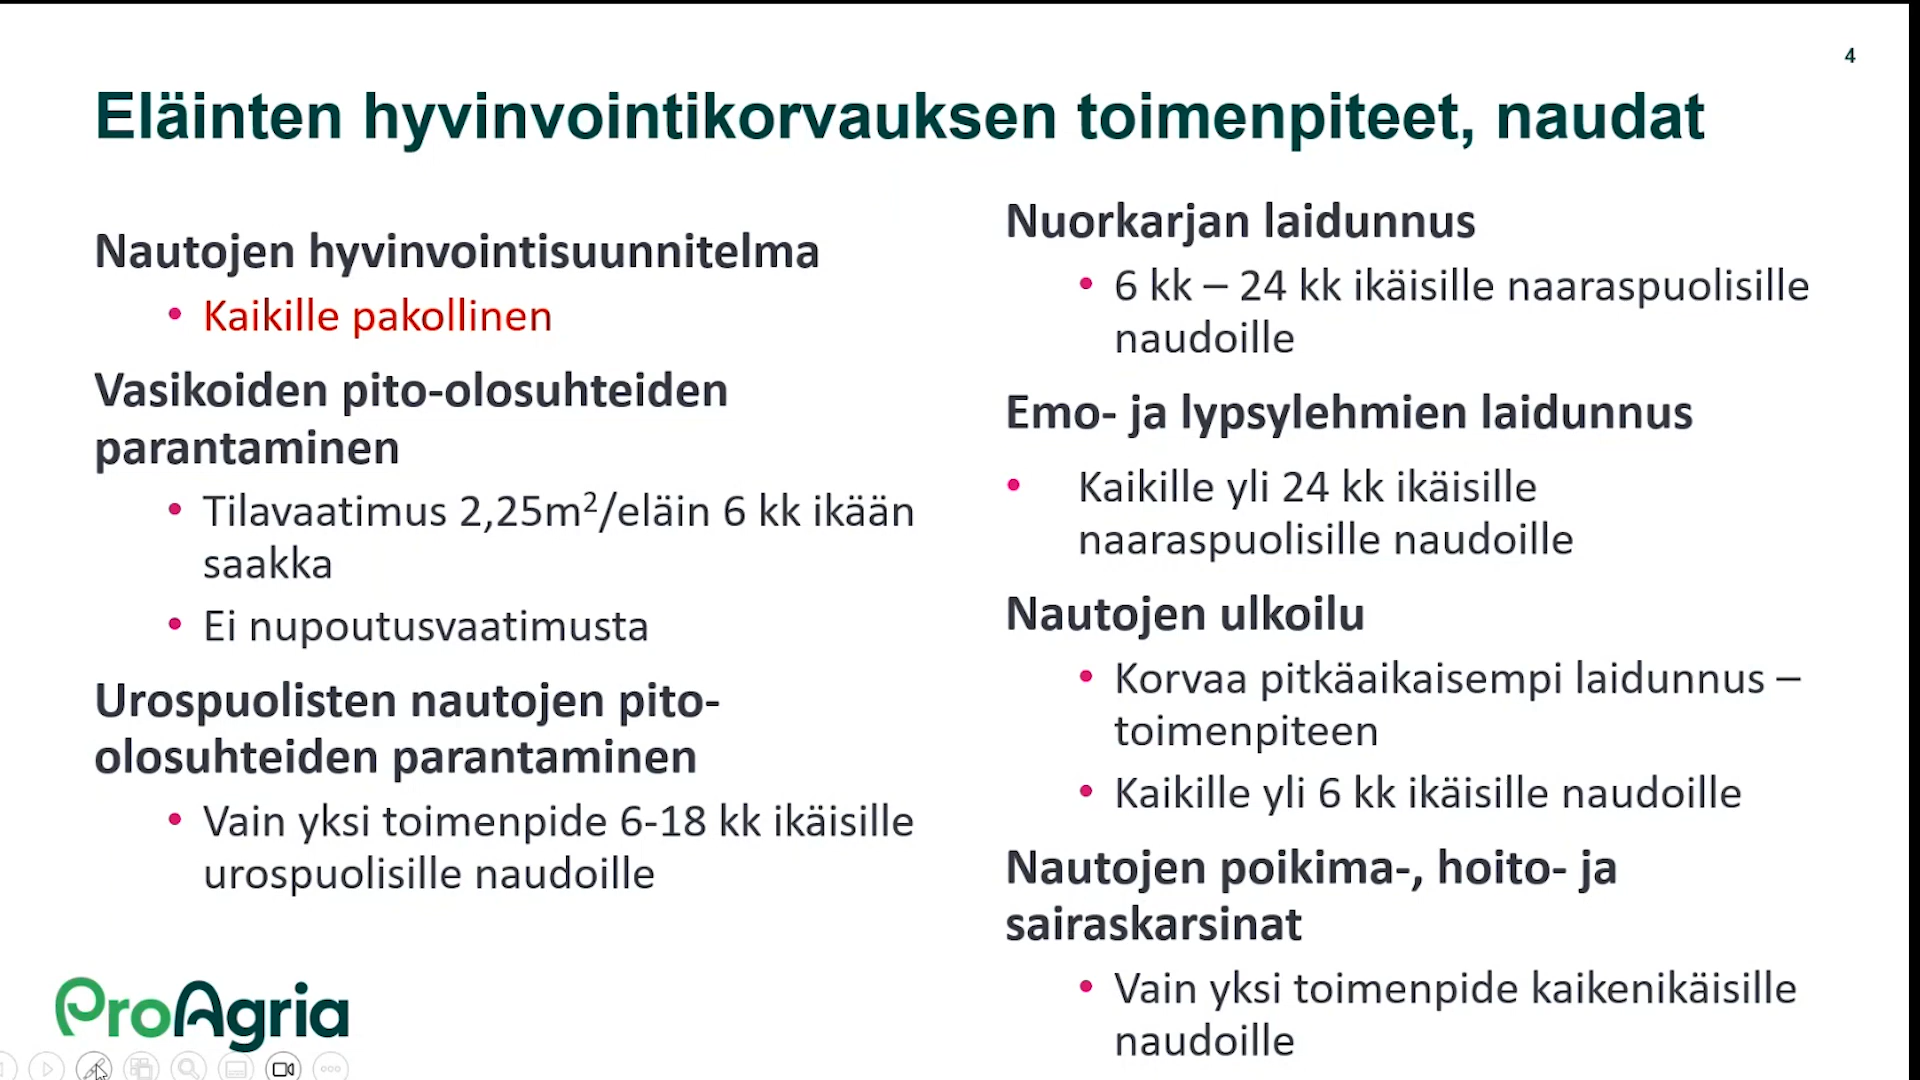 4
Eläinten hyvinvointikorvauksen toimenpiteet, naudat
Nautojen hyvinvointisuunnitelma
• Kaikille pakollinen
Vasikoiden pito-olosuhteiden
parantaminen
• Tilavaatimus 2,25m²/eläin 6 kk ikään
saakka
• Ei nupoutusvaatimusta
Urospuolisten nautojen pito-
olosuhteiden parantaminen
• Vain yksi toimenpide 6-18 kk ikäisille
urospuolisille naudoille
Nuorkarjan laidunnus
• 6 kk – 24 kk ikäisille naaraspuolisille
naudoille
Emo- ja lypsylehmien laidunnus
• Kaikille yli 24 kk ikäisille
naaraspuolisille naudoille
Nautojen ulkoilu
• Korvaa pitkäaikaisempi laidunnus –
toimenpiteen
• Kaikille yli 6 kk ikäisille naudoille
Nautojen poikima-, hoito- ja
sairaskarsinat
• Vain yksi toimenpide kaikenikäisille
naudoille
ProAgria